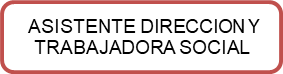 ASISTENTE DIRECCION Y
TRABAJADORA SOCIAL